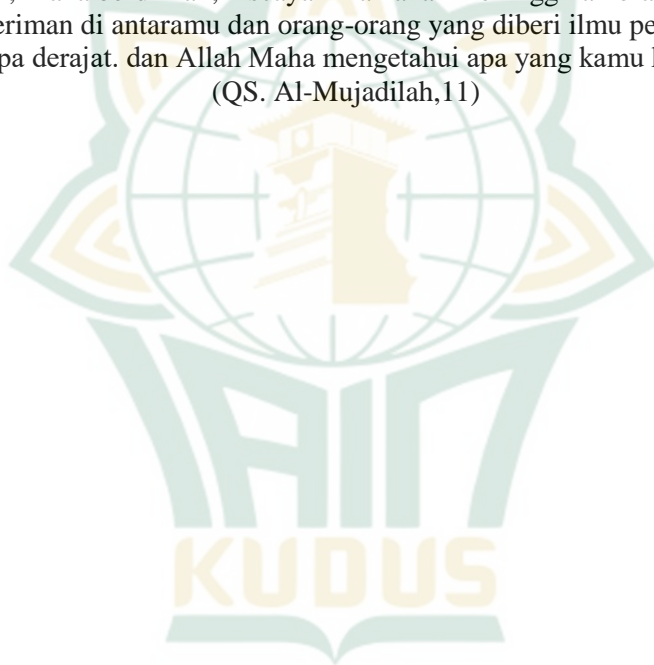 eriman di antaramu dan orang-orang yang diberi ilmu pe
pa derajat. dan Allah Maha mengetahui apa yang kamu
(QS. Al-Mujadilah,11)
IAIN
KUDUS